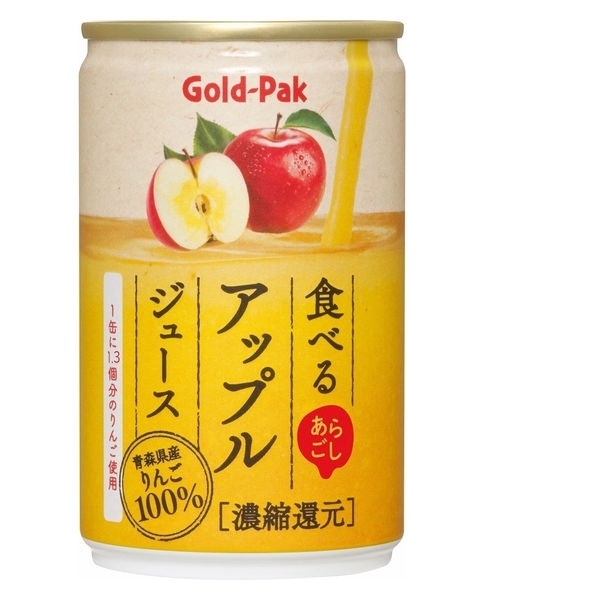 Gold-Pak
食べる
アップル
ジュース
あら
ごし
1缶に1.3個分のりんご使用
青森県産
りんご
100%
[濃縮還元]